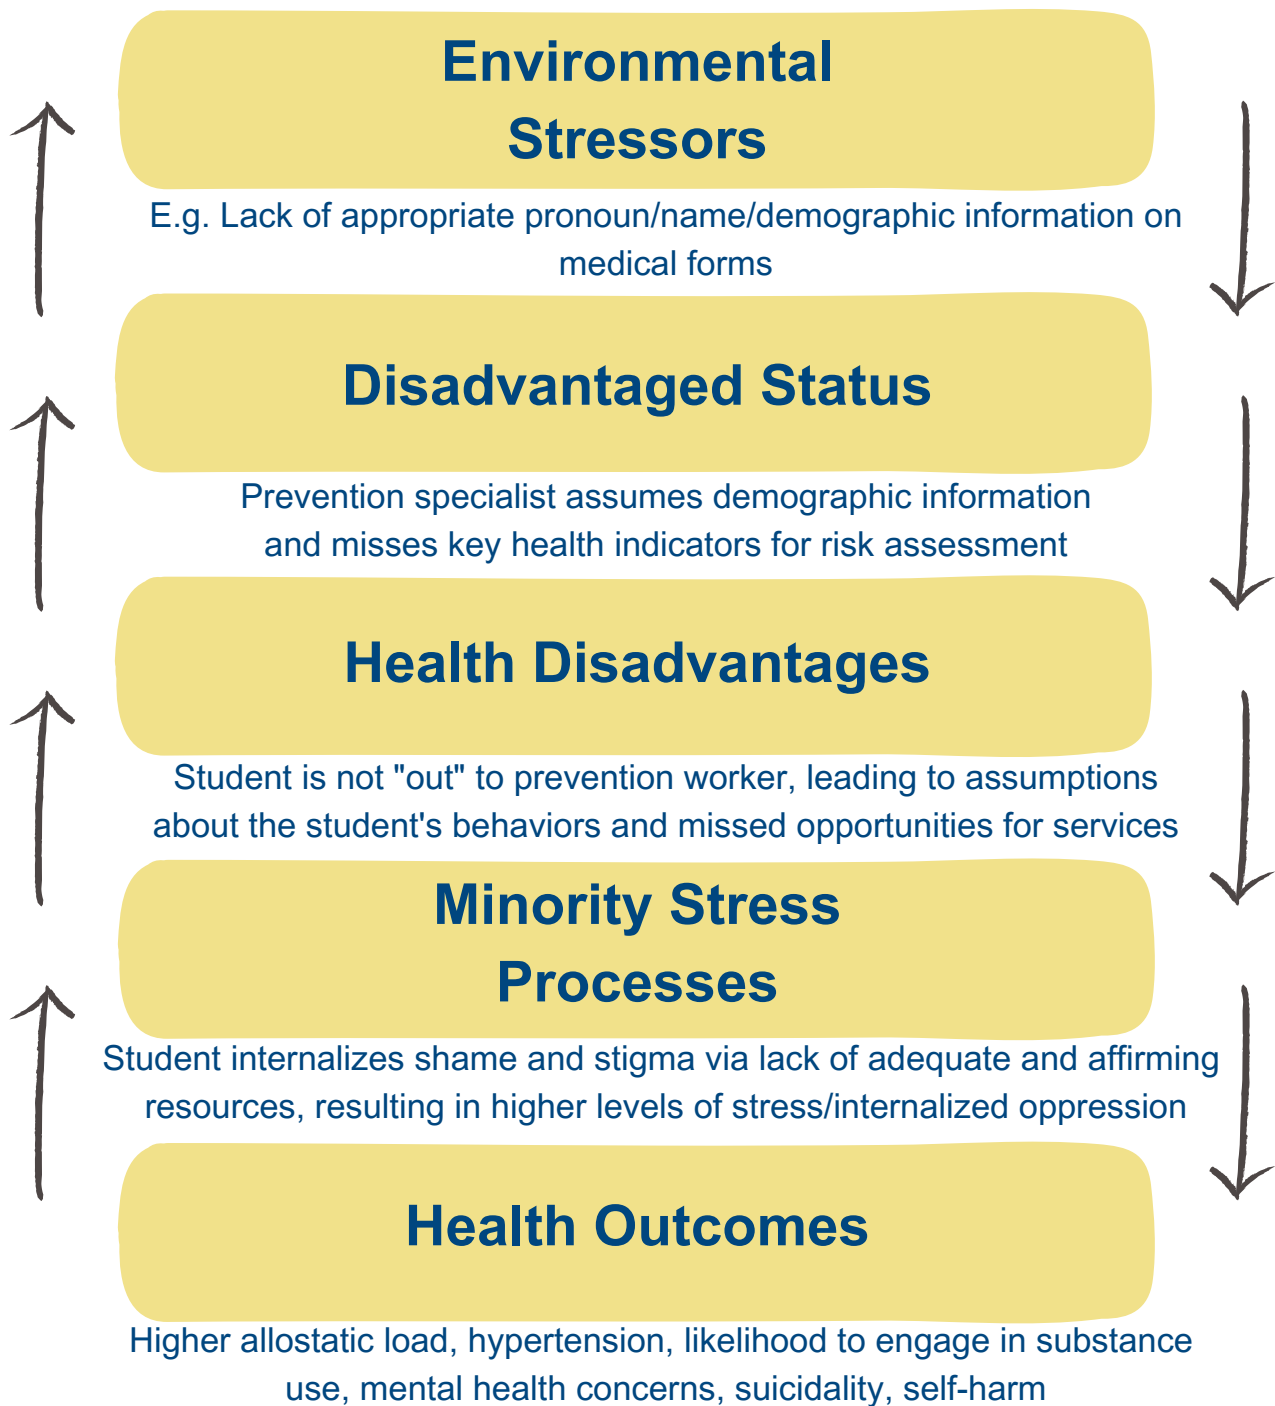 Environmental
Stressors
E.g. Lack of appropriate pronoun/name/demographic information on
medical forms
Disadvantaged Status
Prevention specialist assumes demographic information
and misses key health indicators for risk assessment
Health Disadvantages
Student is not "out" to prevention worker, leading to assumptions
about the student's behaviors and missed opportunities for services
Minority Stress
Processes
Student internalizes shame and stigma via lack of adequate and affirming
resources, resulting in higher levels of stress/internalized oppression
Health Outcomes
Higher allostatic load, hypertension, likelihood to engage in substance
use, mental health concerns, suicidality, self-harm